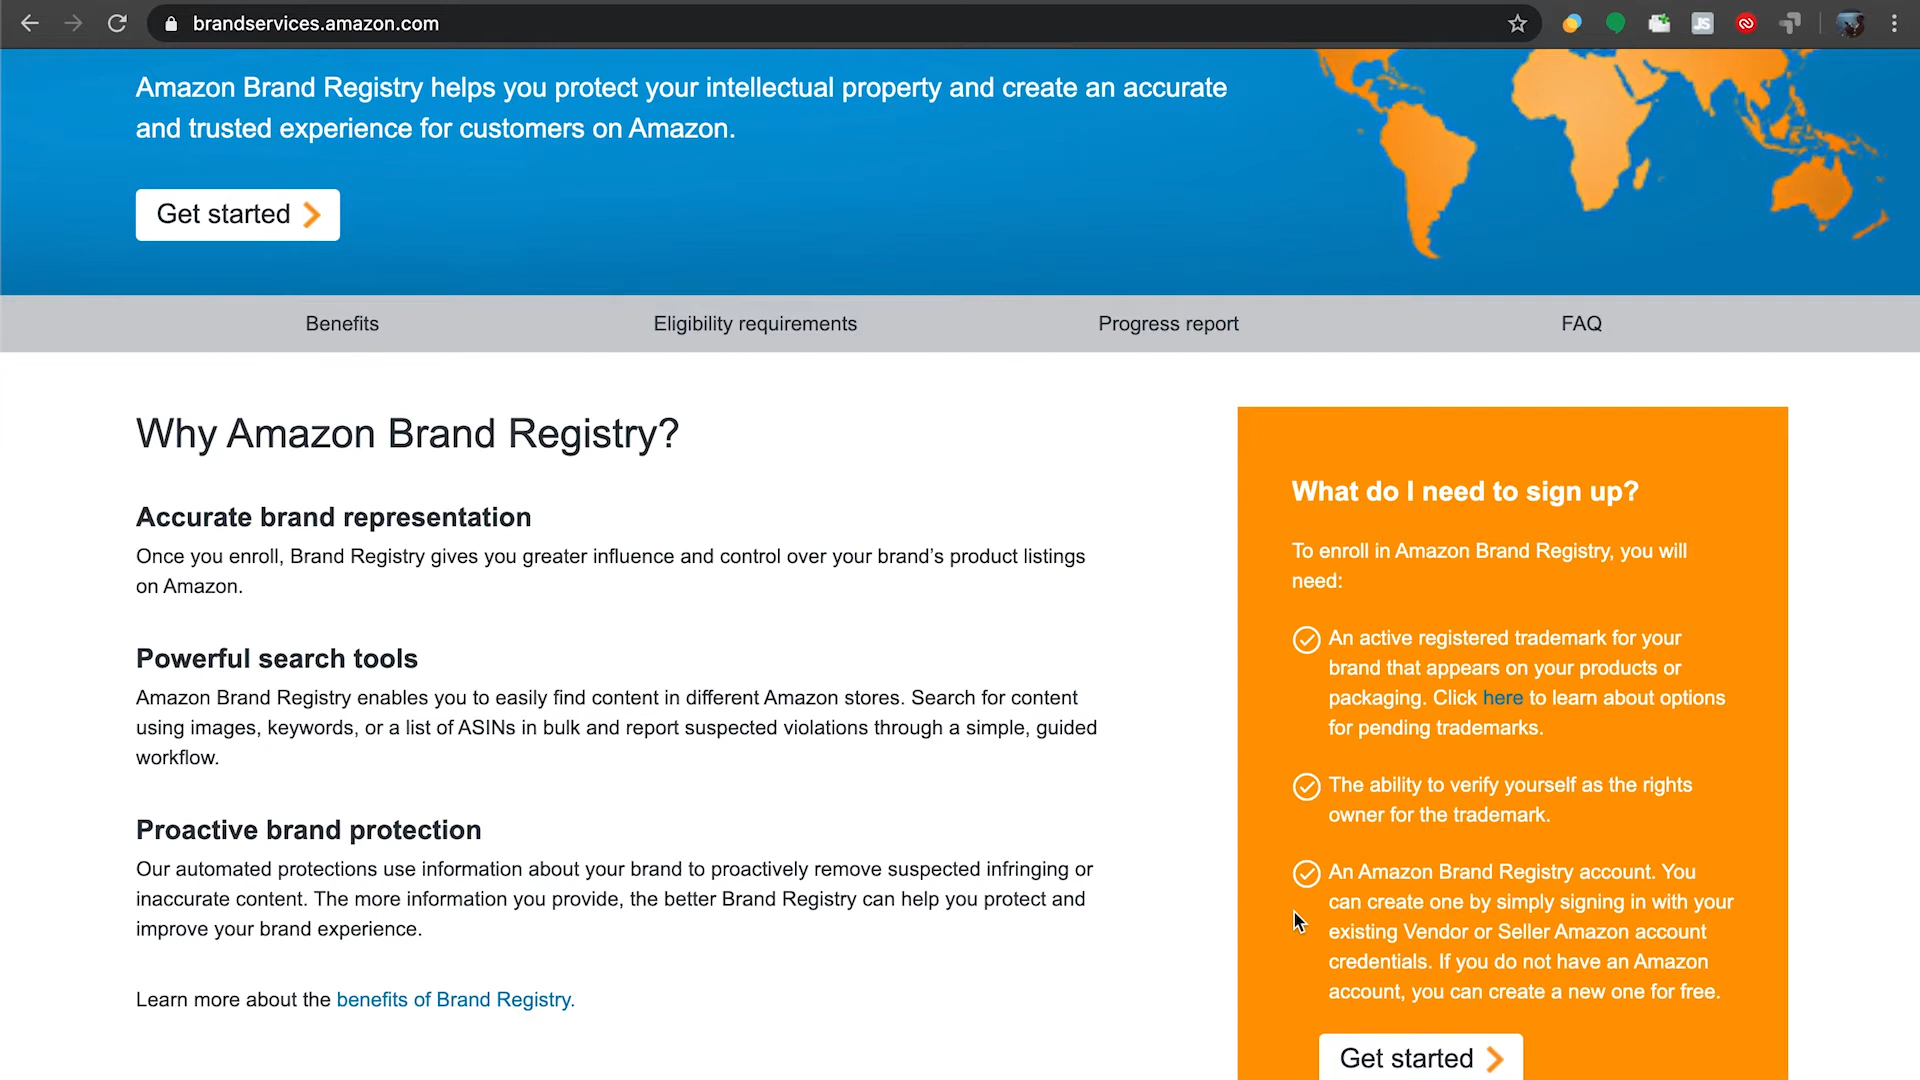 brandservices.amazon.com
JS
Amazon Brand Registry helps you protect your intellectual property and create an accurate
and trusted experience for customers on Amazon.
Get started
Benefits
Eligibility requirements
Progress report
FAQ
Why Amazon Brand Registry?
Accurate brand representation
Once you enroll, Brand Registry gives you greater influence and control over your brand’s product listings
on Amazon.
Powerful search tools
Amazon Brand Registry enables you to easily find content in different Amazon stores. Search for content
using images, keywords, or a list of ASINs in bulk and report suspected violations through a simple, guided
workflow.
Proactive brand protection
Our automated protections use information about your brand to proactively remove suspected infringing or
inaccurate content. The more information you provide, the better Brand Registry can help you protect and
improve your brand experience.
Learn more about the benefits of Brand Registry.
What do I need to sign up?
To enroll in Amazon Brand Registry, you will
need:
An active registered trademark for your
brand that appears on your products or
packaging. Click here to learn about options
for pending trademarks.
The ability to verify yourself as the rights
owner for the trademark.
An Amazon Brand Registry account. You
can create one by simply signing in with your
existing Vendor or Seller Amazon account
credentials. If you do not have an Amazon
account, you can create a new one for free.
Get started